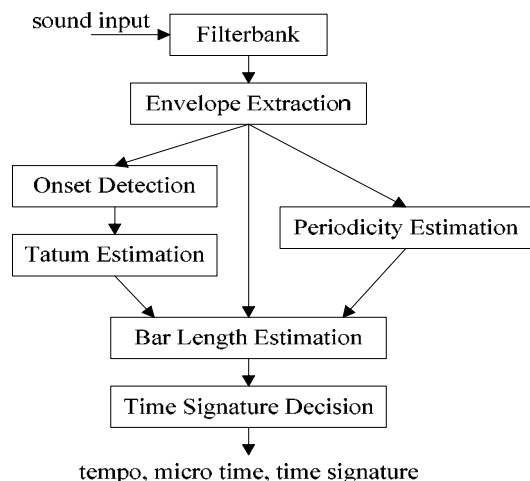 sound input
Filterbank
Envelope Extraction
Onset Detection
Tatum Estimation
Periodicity Estimation
Bar Length Estimation
Time Signature Decision
tempo, micro time, time signature